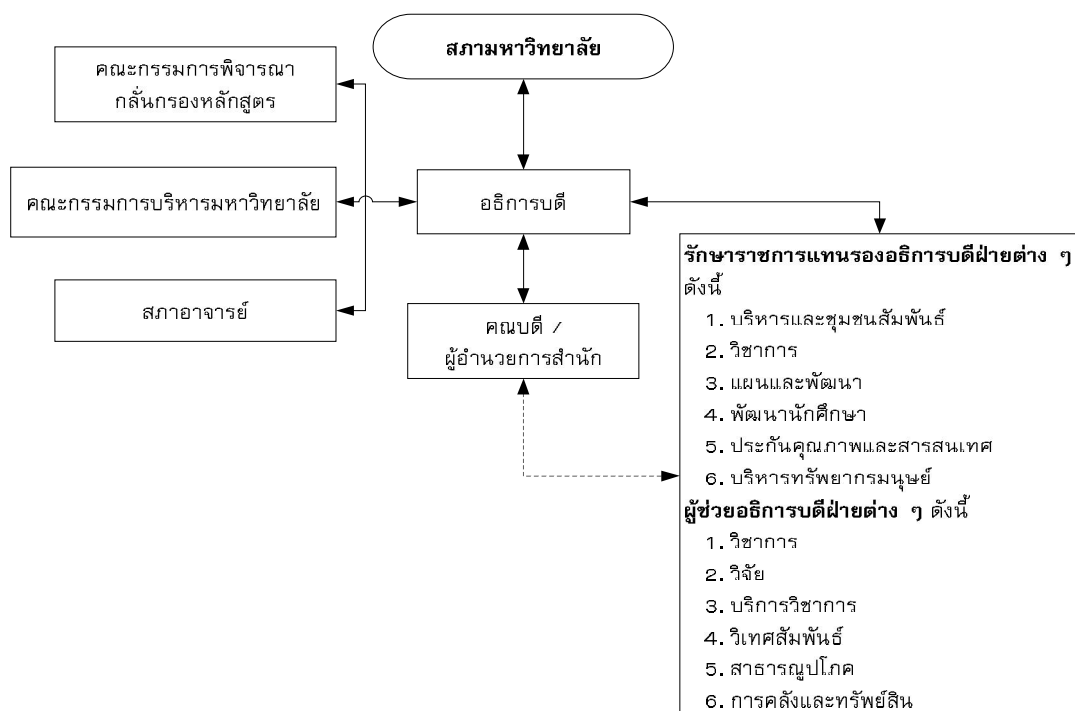 สภามหาวิทยาลัย
คณะกรรมการพิจารณา
กลั่นกรองหลักสูตร
คณะกรรมการบริหารมหาวิทยาลัย
อธิการบดี
สภาอาจารย์
คณบดี /
ผู้อำนวยการสำนัก
รักษาราชการแทนรองอธิการบดีฝ่ายต่าง ๆ
ดังนี้
1. บริหารและชุมชนสัมพันธ์
2. วิชาการ
3. แผนและพัฒนา
4. พัฒนานักศึกษา
5. ประกันคุณภาพและสารสนเทศ
6. บริหารทรัพยากรมนุษย์
ผู้ช่วยอธิการบดีฝ่ายต่าง ๆ ดังนี้
1. วิชาการ
2. วิจัย
3. บริการวิชาการ
4. วิเทศสัมพันธ์
5. สาธารณูปโภค
6. การคลังและทรัพย์สิน